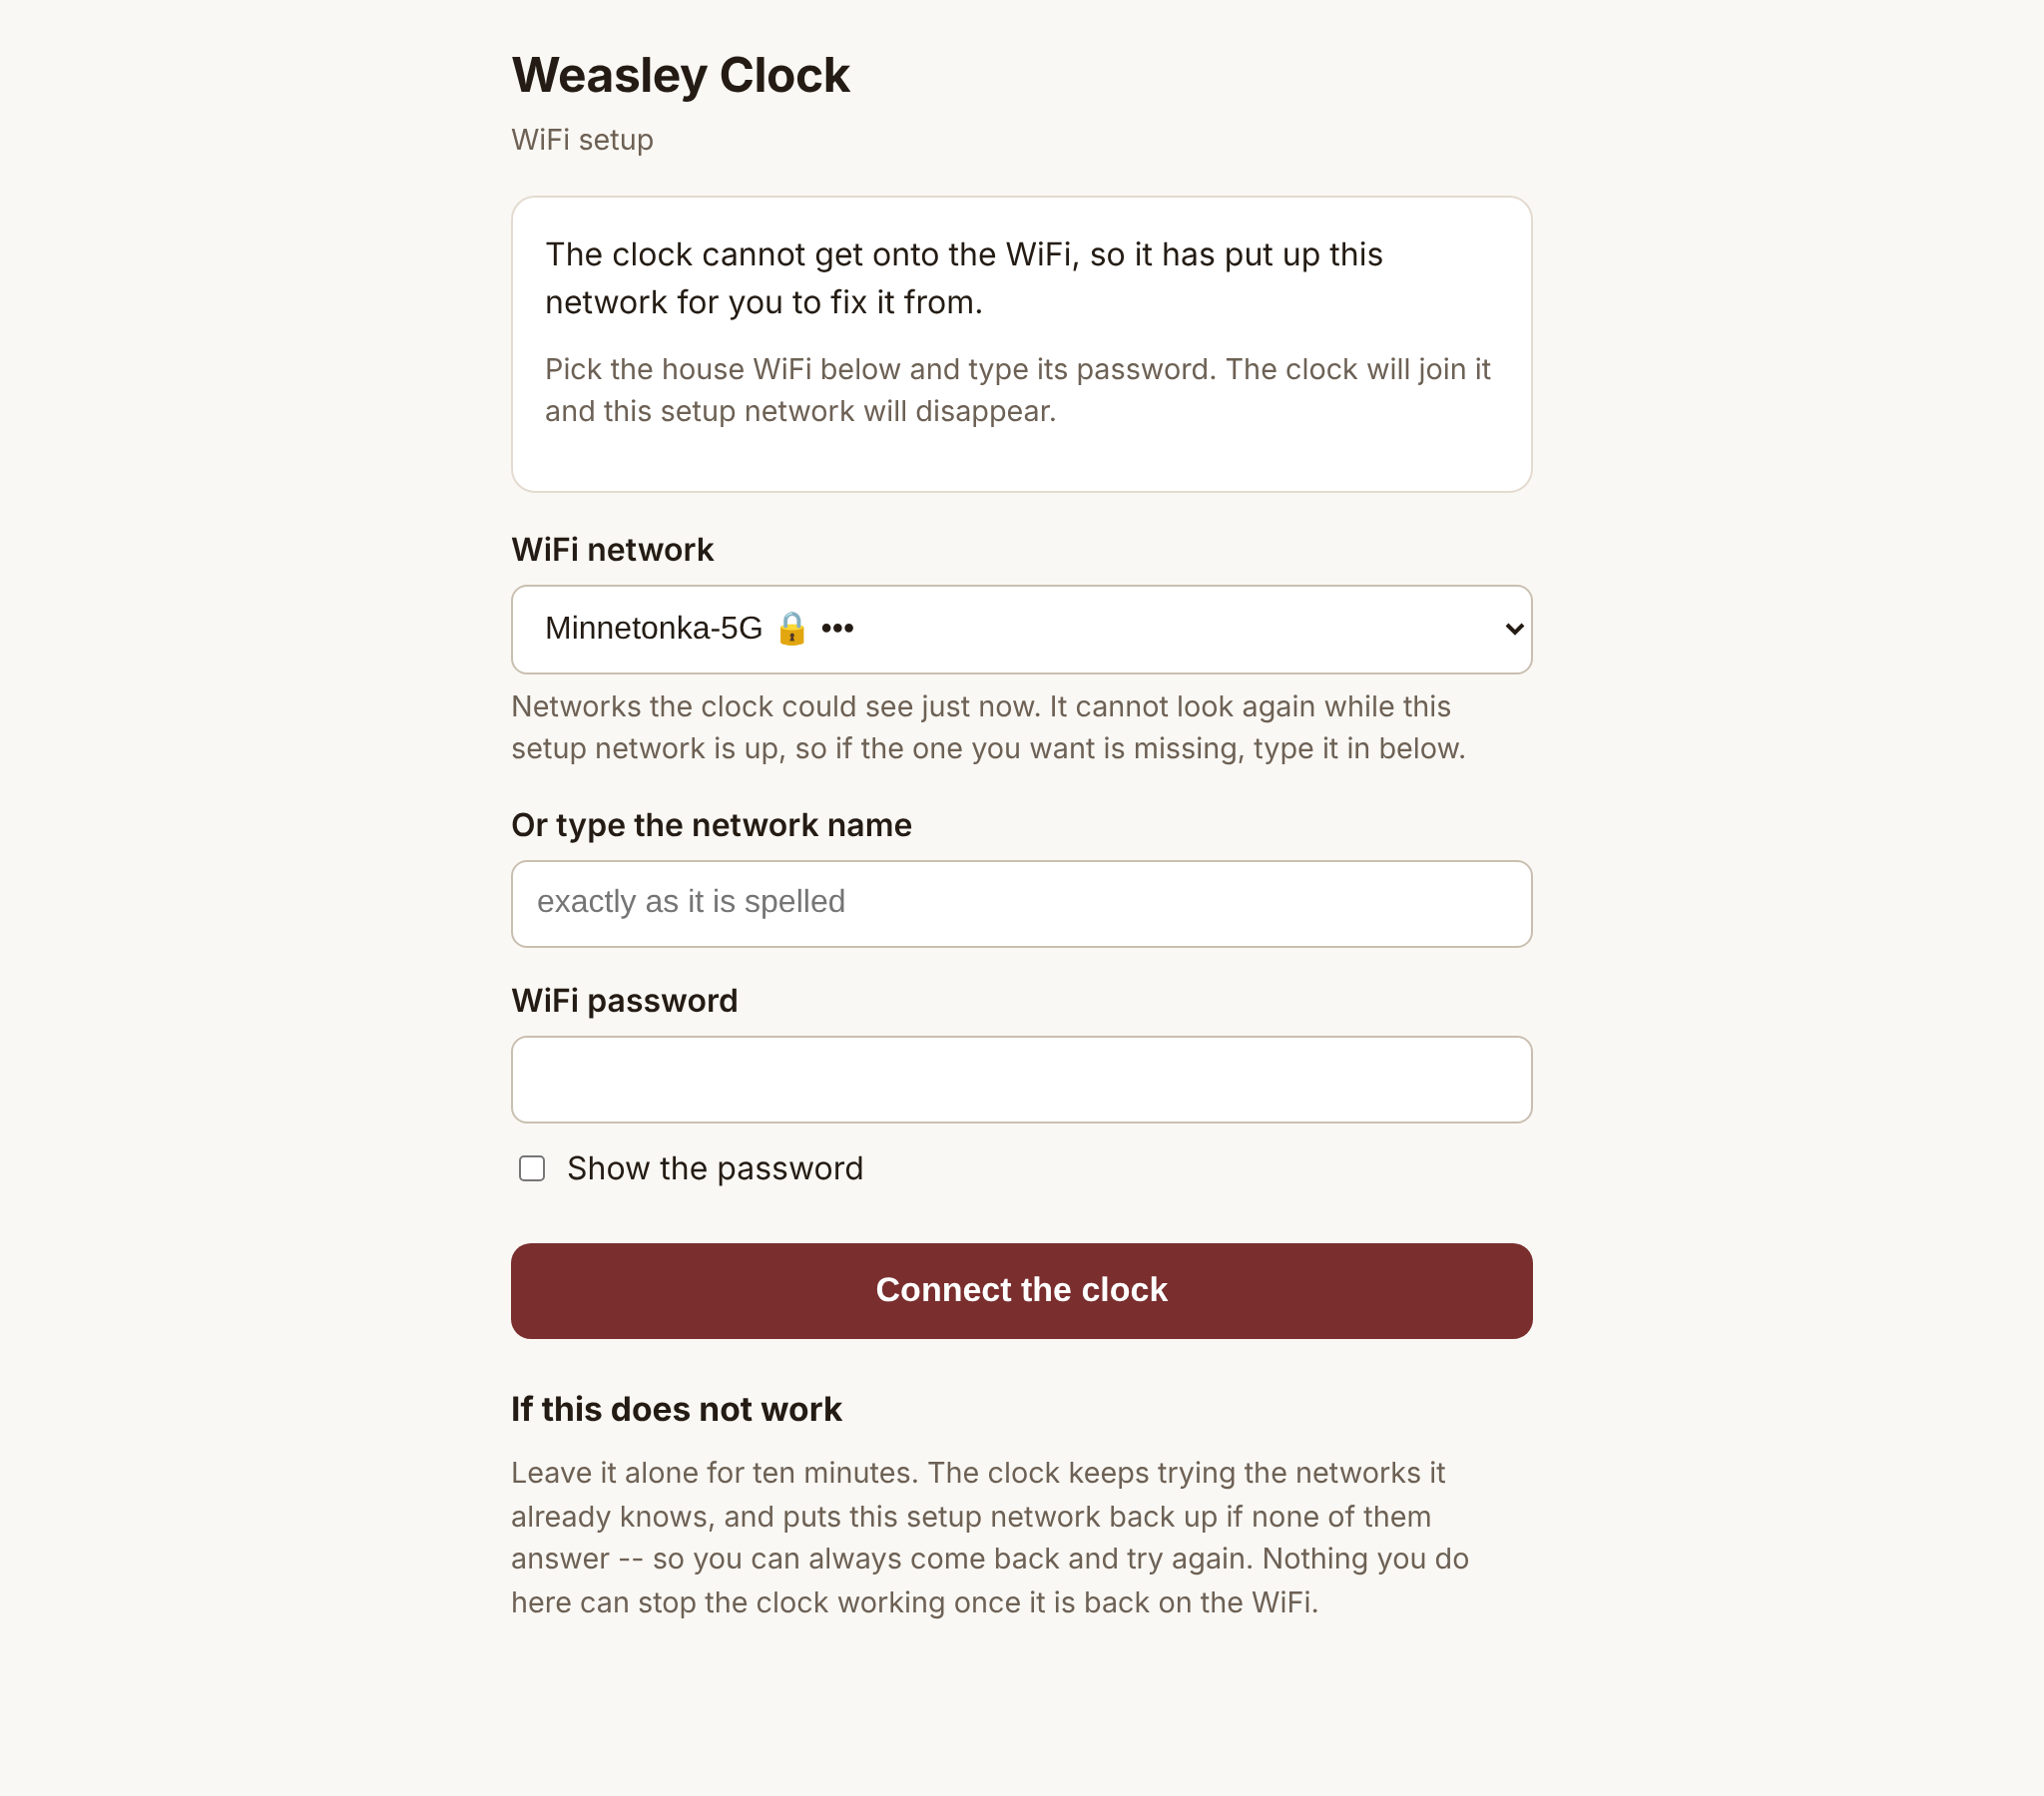 Weasley Clock
WiFi setup
The clock cannot get onto the WiFi, so it has put up this
network for you to fix it from.
Pick the house WiFi below and type its password. The clock will join it
and this setup network will disappear.
WiFi network
Minnetonka-5G 🔒 •••
Networks the clock could see just now. It cannot look again while this
setup network is up, so if the one you want is missing, type it in below.
Or type the network name
exactly as it is spelled
WiFi password
Show the password
Connect the clock
If this does not work
Leave it alone for ten minutes. The clock keeps trying the networks it
already knows, and puts this setup network back up if none of them
answer -- so you can always come back and try again. Nothing you do
here can stop the clock working once it is back on the WiFi.